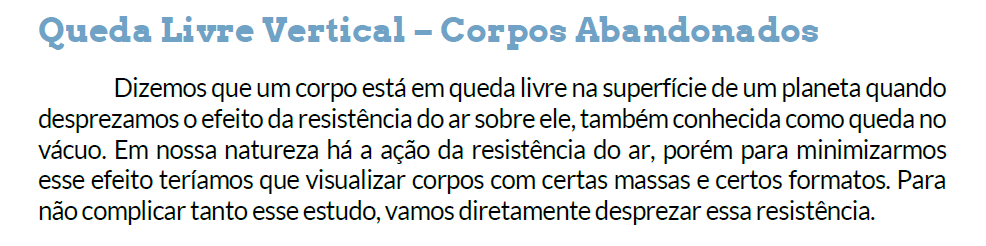 Queda Livre Vertical – Corpos Abandonados
Dizemos que um corpo está em queda livre na superfície de um planeta quando
desprezamos o efeito da resistência do ar sobre ele, também conhecida como queda no
vácuo. Em nossa natureza há a ação da resistência do ar, porém para minimizarmos
esse efeito teríamos que visualizar corpos com certas massas e certos formatos. Para
não complicar tanto esse estudo, vamos diretamente desprezar essa resistência.